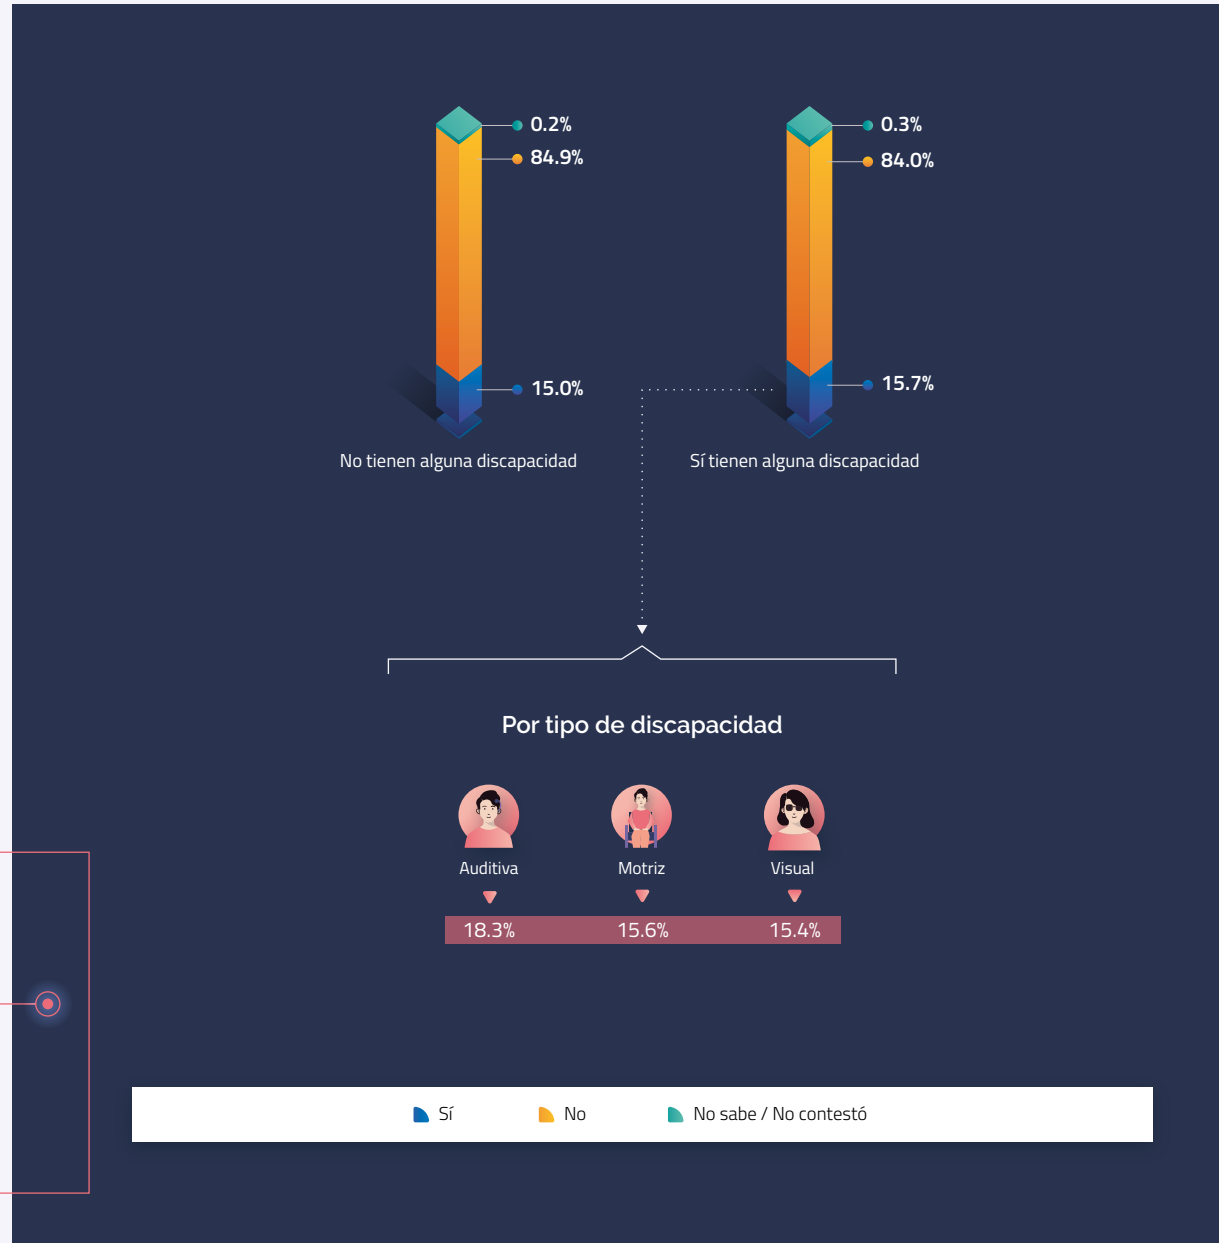 0.2%
84.9%
15.0%
No tienen alguna discapacidad
0.3%
84.0%
15.7%
Sí tienen alguna discapacidad
Por tipo de discapacidad
Auditiva
Motriz
Visual
18.3%
15.6%
15.4%
Sí
No
No sabe / No contestó